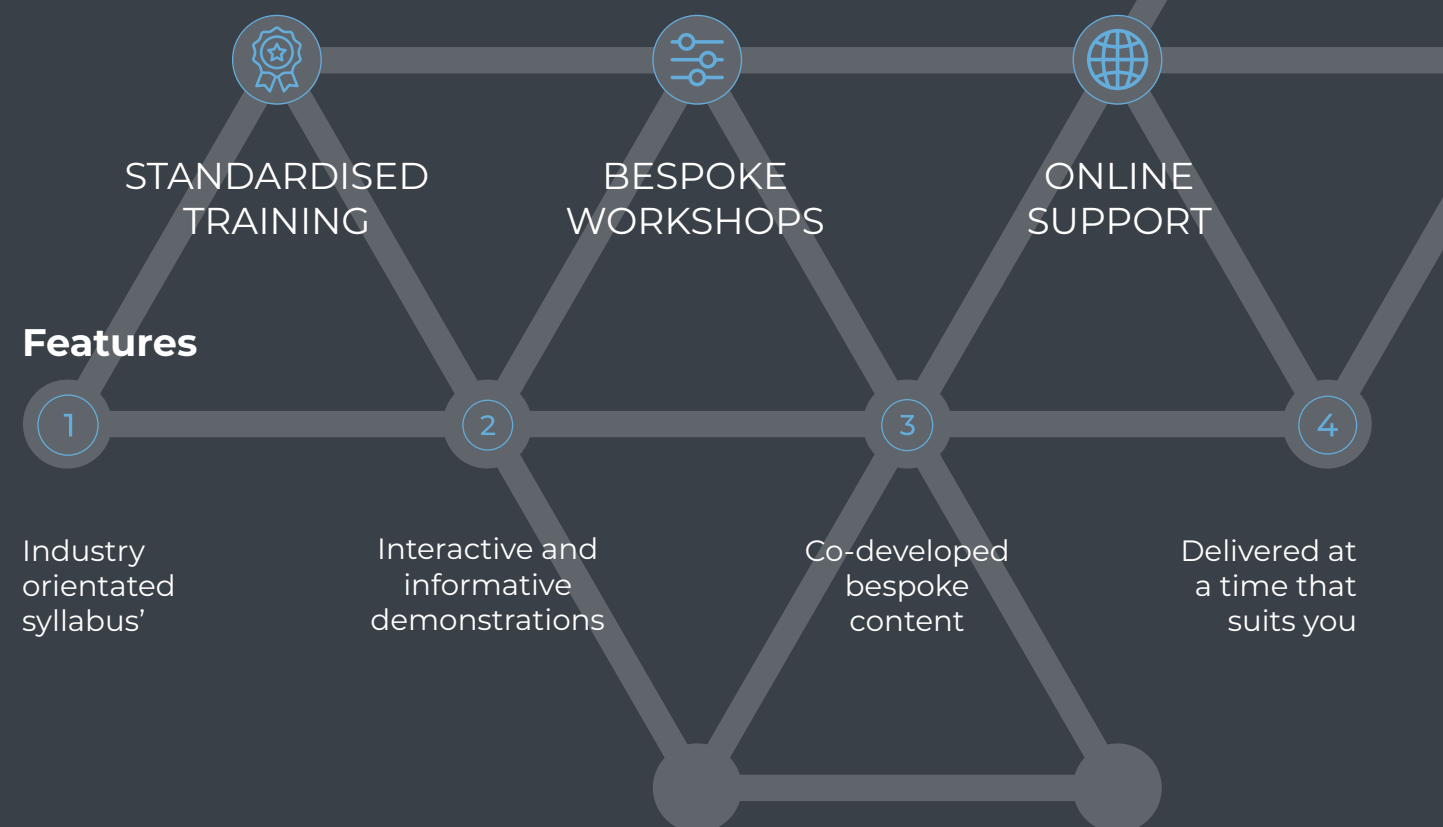 STANDARDISED
TRAINING
BESPOKE
WORKSHOPS
ONLINE
SUPPORT
Features
1
2
3
4
Industry
orientated
syllabus’
Interactive and
informative
demonstrations
Co-developed
bespoke
content
Delivered at
a time that
suits you